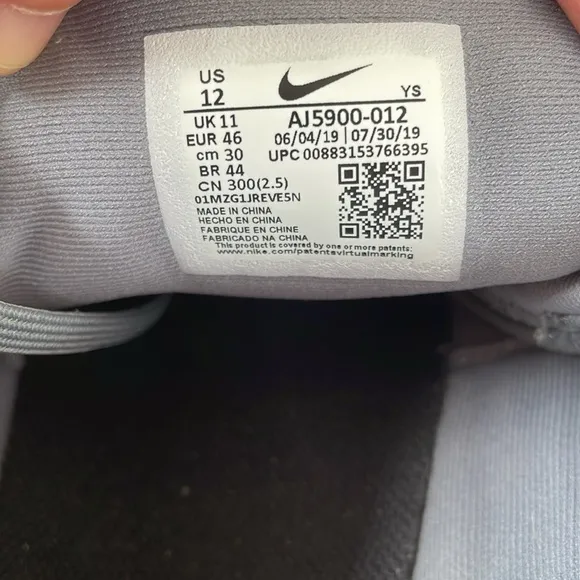 US
12
YS
UK 11
AJ5900-012
EUR 46
06/04/19 | 07/30/19
cm 30
UPC 00883153766395
BR 44
CN 300(2.5)
01MZG1JREVE5N
MADE IN CHINA
HECHO EN CHINA
FABRIQUE EN CHINE
FABRICADO NA CHINA
This product is covered by one or more patents:
www.nike.com/patentsvirtualmarking